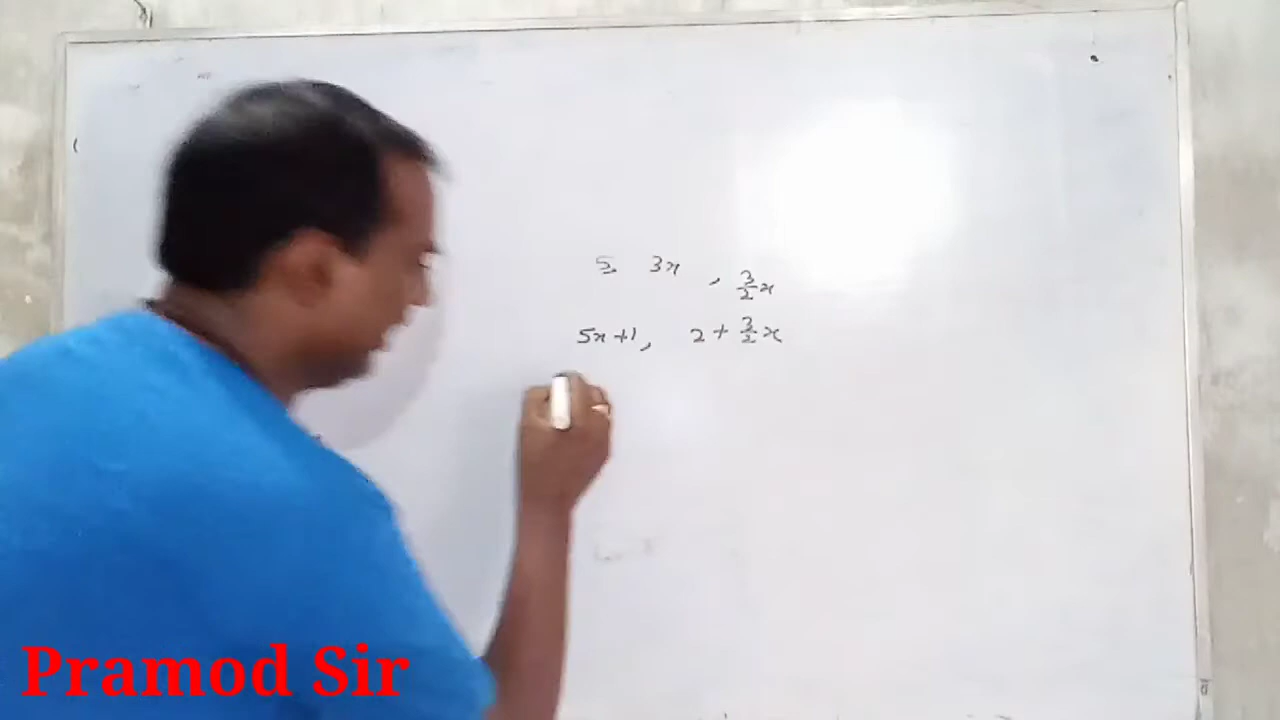 5, 3x , 3/2 x
5x+1, 2 + 3/2 x
Pramod Sir